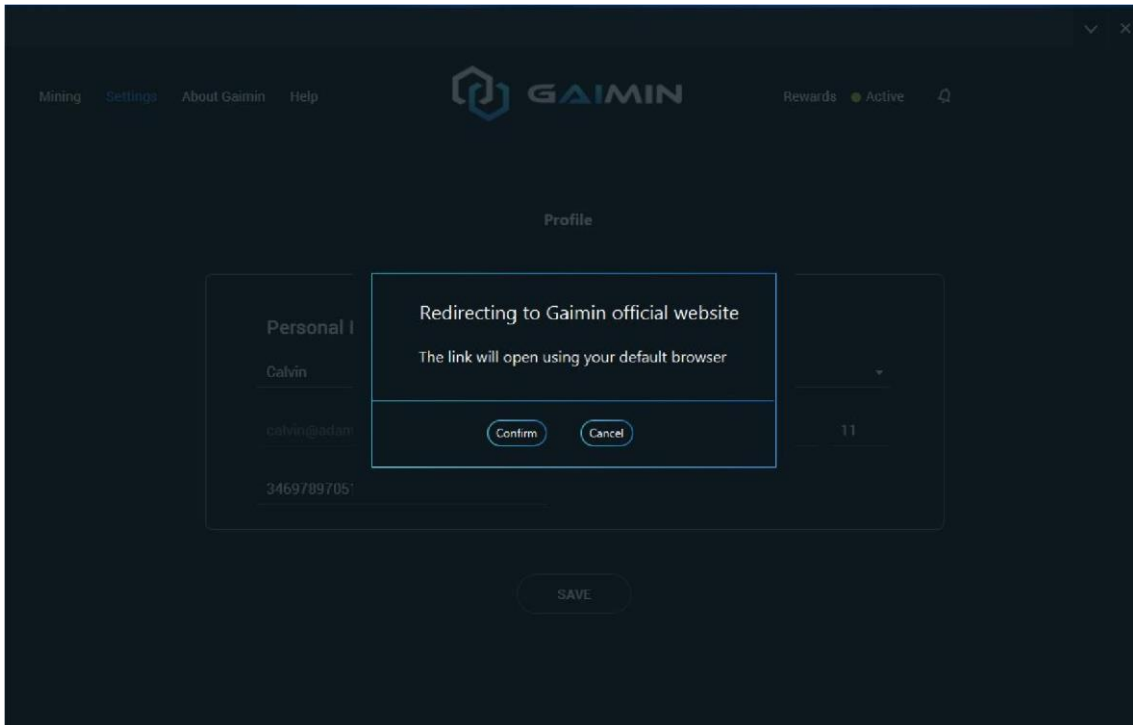 Mining Settings About Gaimin Help GAIMIN Rewards Active
Profile
Redirecting to Gaimin official website
The link will open using your default browser
Confirm Cancel
Personal
Calvin
11
SAVE